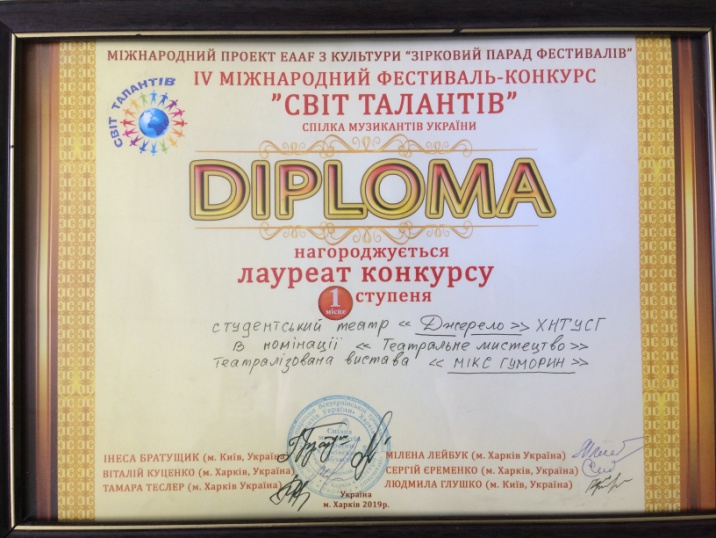 МІЖНАРОДНИЙ ПРОЕКТ EAAF З КУЛЬТУРИ "ЗІРКОВИЙ ПАРАД ФЕСТИВАЛІВ"
IV МІЖНАРОДНИЙ ФЕСТИВАЛЬ-КОНКУРС
"СВІТ ТАЛАНТІВ"
СПІЛКА МУЗИКАНТІВ УКРАЇНИ
СВІТ ТАЛАНТІВ
DIPLOMA
нагороджується
лауреат конкурсу
1 місце ступеня
студентський театр «Джерело» ХНТУСГ
в номінації «Театральне мистецтво»
Театралізована вистава «МІКС ГУМОРИН»
ІНЕСА БРАТУЩИК (м. Київ, Україна)
ВІТАЛІЙ КУЦЕНКО (м. Харків, Україна)
ТАМАРА ТЕСЛЕР (м. Харків, Україна)
МІЛЕНА ЛЕЙБУК (м. Харків, Україна)
СЕРГІЙ ЄРЕМЕНКО (м. Харків, Україна)
ЛЮДМИЛА ГЛУШКО (м. Київ, Україна)
Україна
м. Харків 2019р.